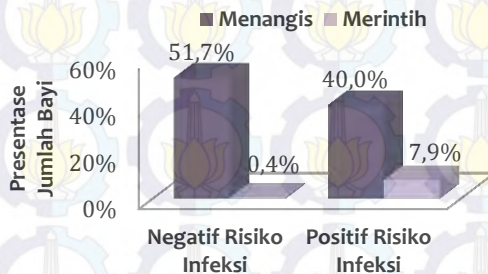 Menangis Merintih
51,7%
40,0%
0,4%
7,9%
60%
40%
20%
0%
Presentase
Jumlah Bayi
Negatif Risiko
Infeksi
Positif Risiko
Infeksi